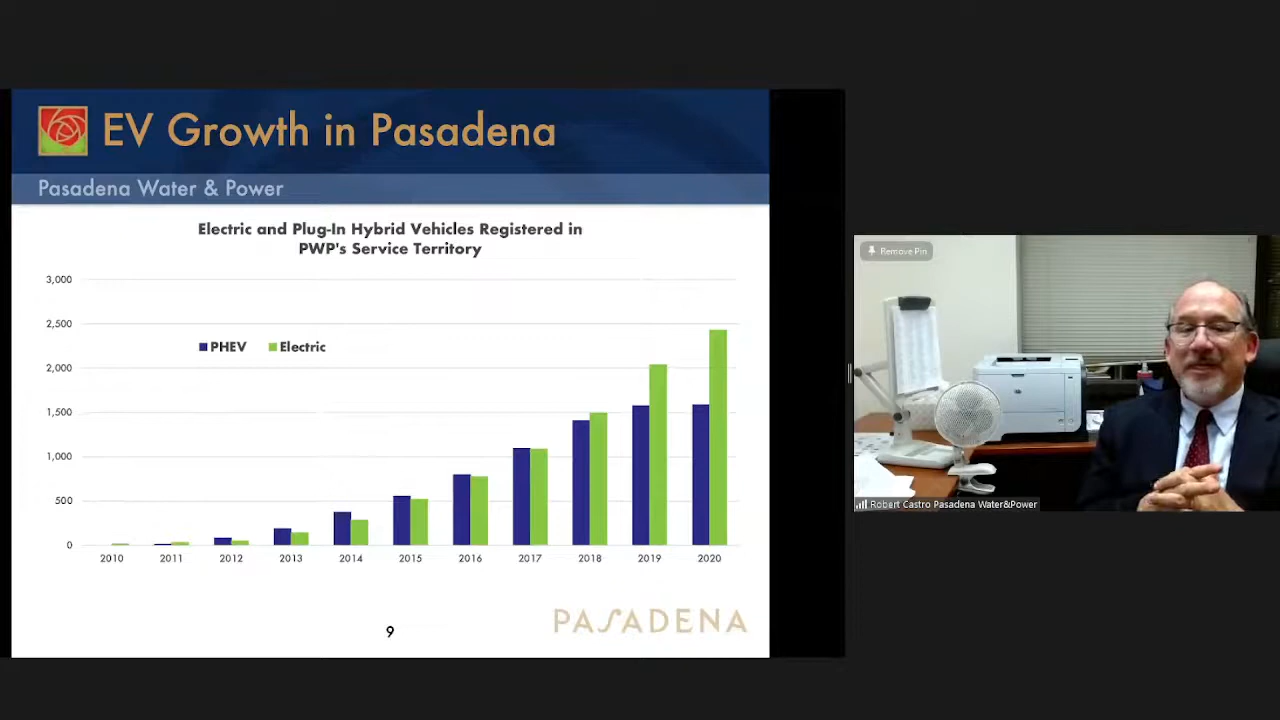 EV Growth in Pasadena
Pasadena Water & Power
Electric and Plug-In Hybrid Vehicles Registered in
PWP's Service Territory
3,000
2,500
2,000
1,500
1,000
500
0
PHEV
Electric
2010 2011 2012 2013 2014 2015 2016 2017 2018 2019 2020
9
PASADENA
Remove Pin
Robert Castro Pasadena Water&Power